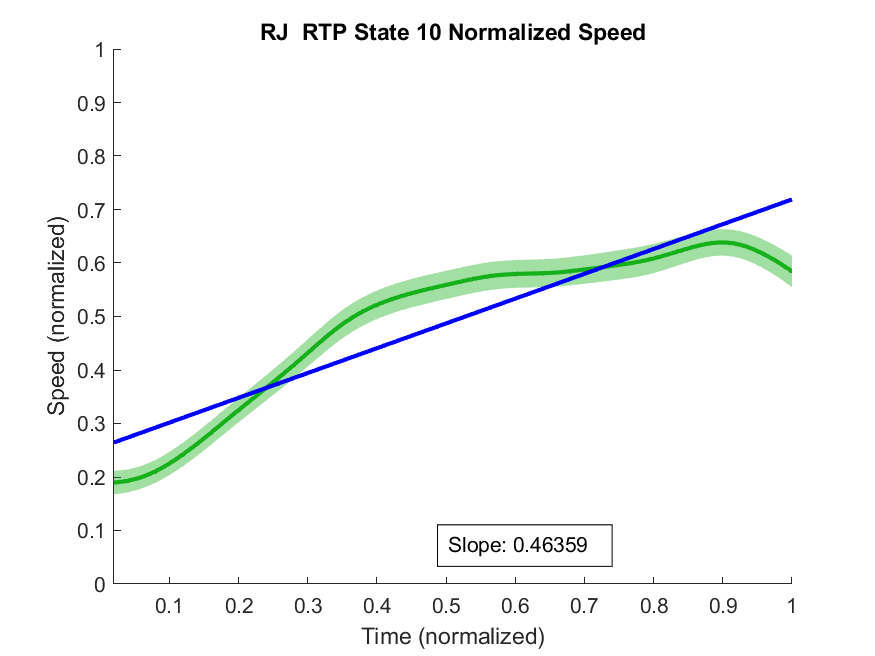 RJ  RTP State 10 Normalized Speed
1
0.9
0.8
0.7
0.6
0.5
0.4
0.3
0.2
0.1
0
Speed (normalized)
Slope: 0.46359
0.1 0.2 0.3 0.4 0.5 0.6 0.7 0.8 0.9 1
Time (normalized)